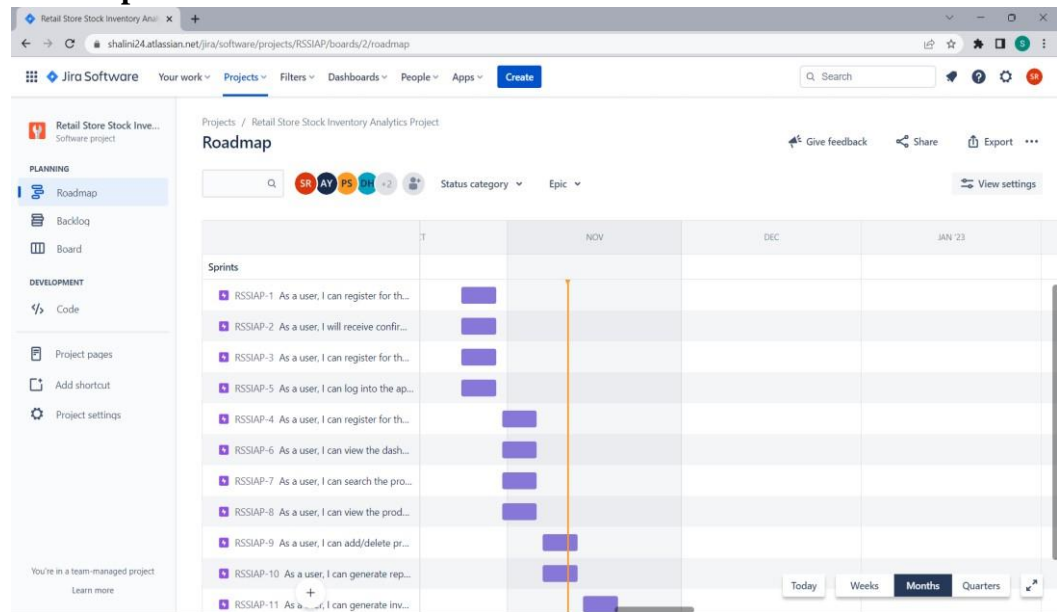 Retail Store Stock Inventory Anal
shalini24.atlassian.net/jira/software/projects/RSSIAP/boards/2/roadmap
S
Jira Software Your work Projects Filters Dashboards People Apps Create Search SR
Retail Store Stock Inve...
Software project
Projects / Retail Store Stock Inventory Analytics Project
Roadmap
Give feedback Share Export
PLANNING
Roadmap
Backlog
Board
DEVELOPMENT
Code
Project pages
Add shortcut
Project settings
You're in a team-managed project
Learn more
SR AY PS DH +2 Status category Epic View settings
T NOV DEC JAN '23
Sprints
RSSIAP-1 As a user, I can register for th...
RSSIAP-2 As a user, I will receive confir...
RSSIAP-3 As a user, I can register for th...
RSSIAP-5 As a user, I can log into the ap...
RSSIAP-4 As a user, I can register for th...
RSSIAP-6 As a user, I can view the dash...
RSSIAP-7 As a user, I can search the pro...
RSSIAP-8 As a user, I can view the prod...
RSSIAP-9 As a user, I can add/delete pr...
RSSIAP-10 As a user, I can generate rep...
RSSIAP-11 As a user, I can generate inv...
Today Weeks Months Quarters